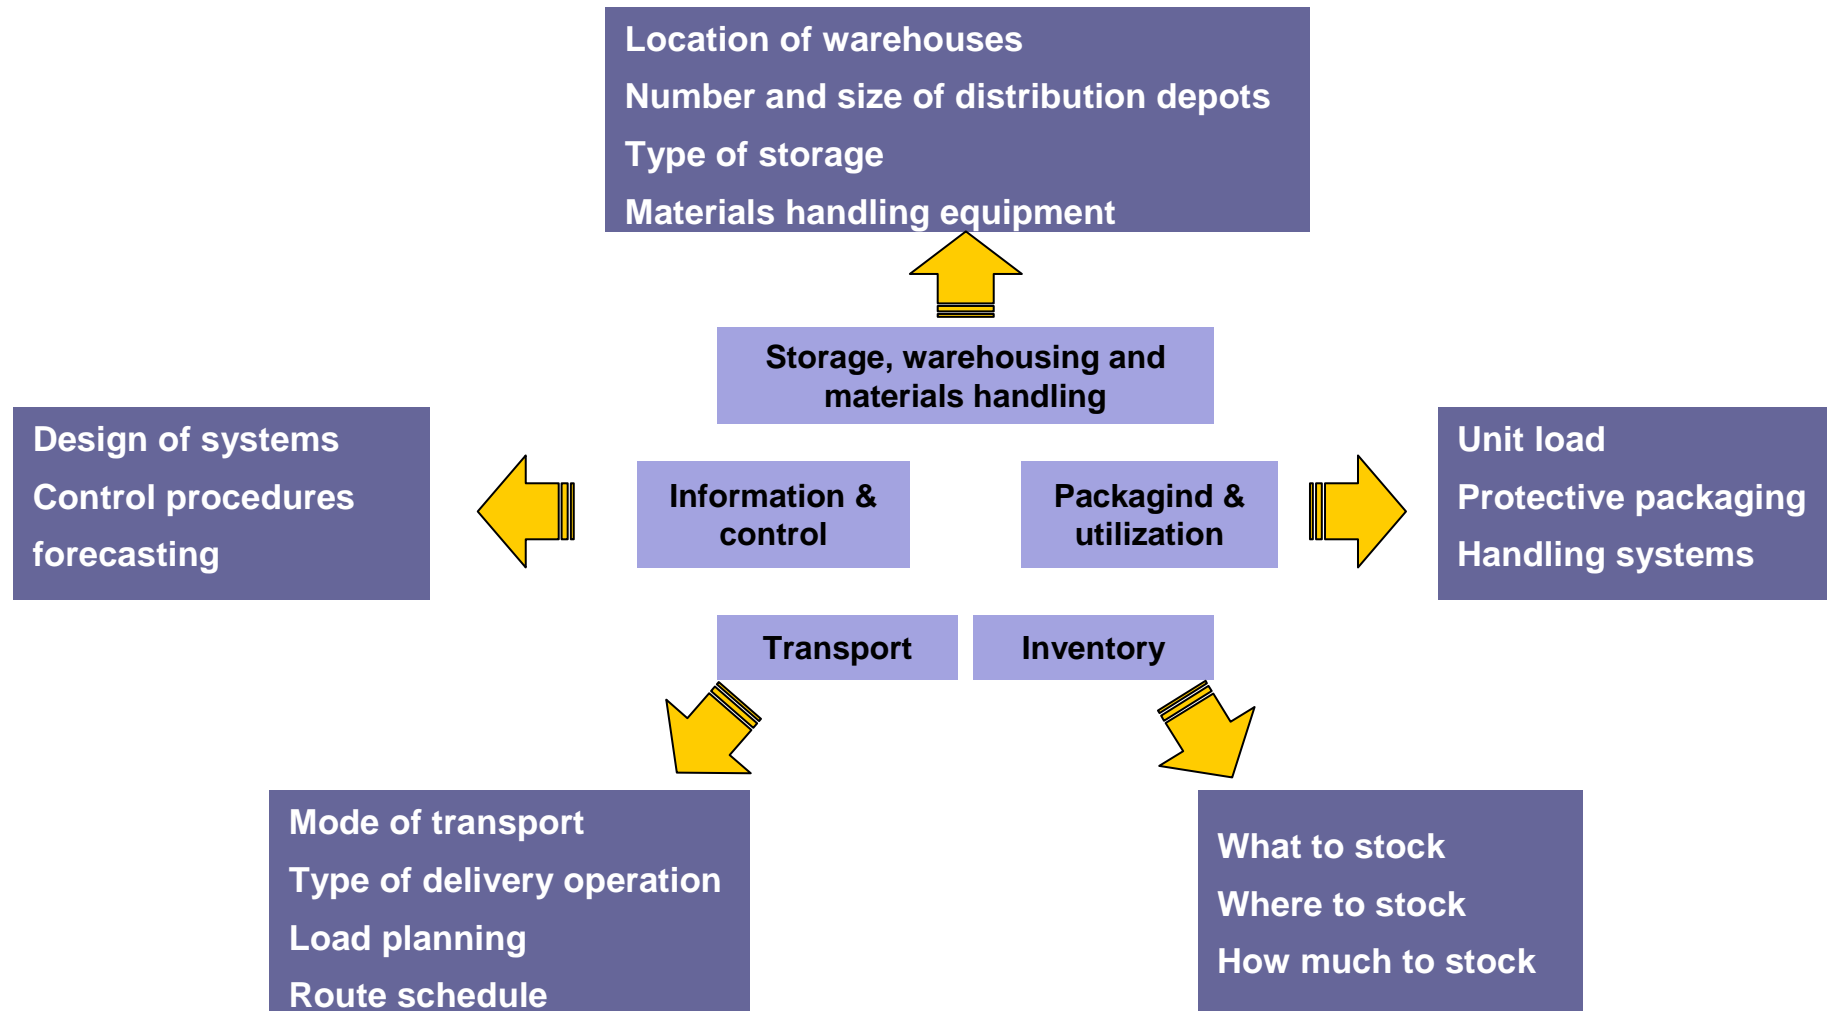 Location of warehouses
Number and size of distribution depots
Type of storage
Materials handling equipment
Storage, warehousing and
materials handling
Design of systems
Control procedures
forecasting
Information &
control
Packagind &
utilization
Unit load
Protective packaging
Handling systems
Transport
Inventory
Mode of transport
Type of delivery operation
Load planning
Route schedule
What to stock
Where to stock
How much to stock